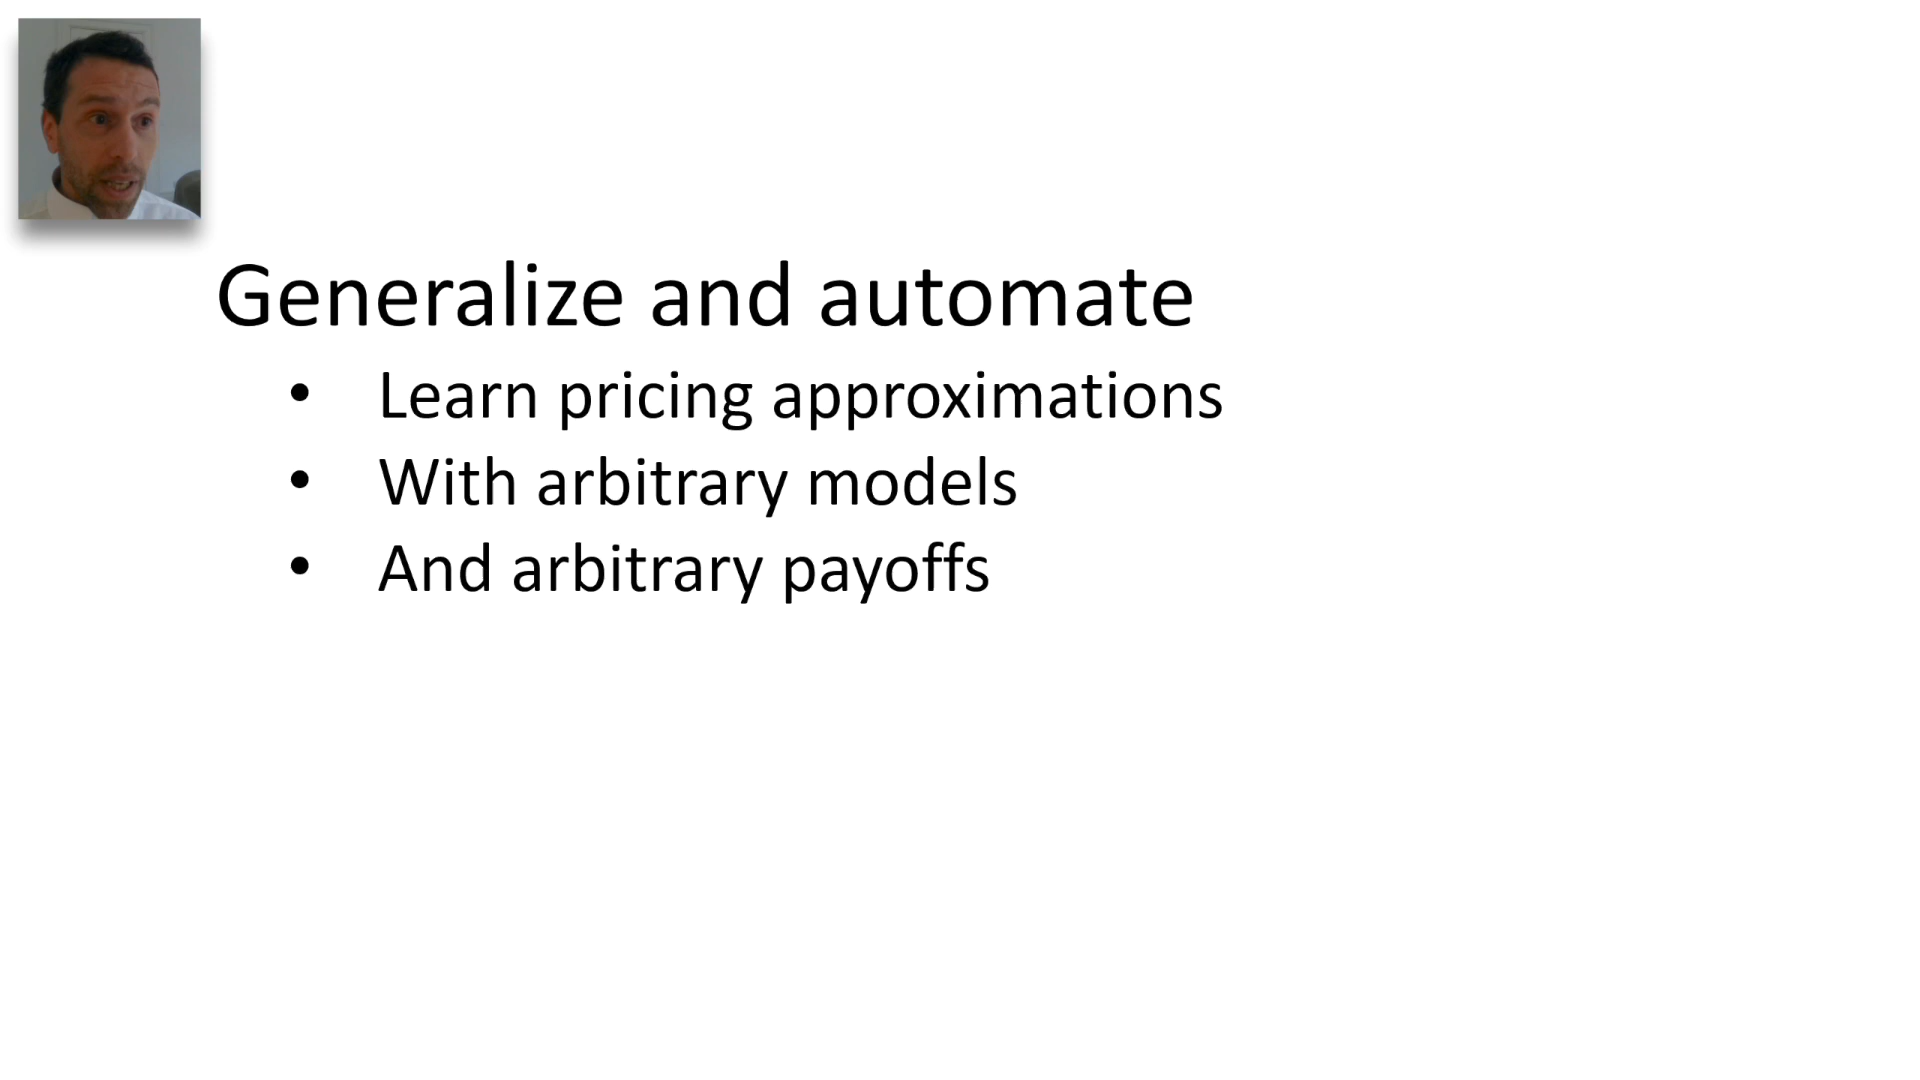 Generalize and automate
• Learn pricing approximations
• With arbitrary models
• And arbitrary payoffs